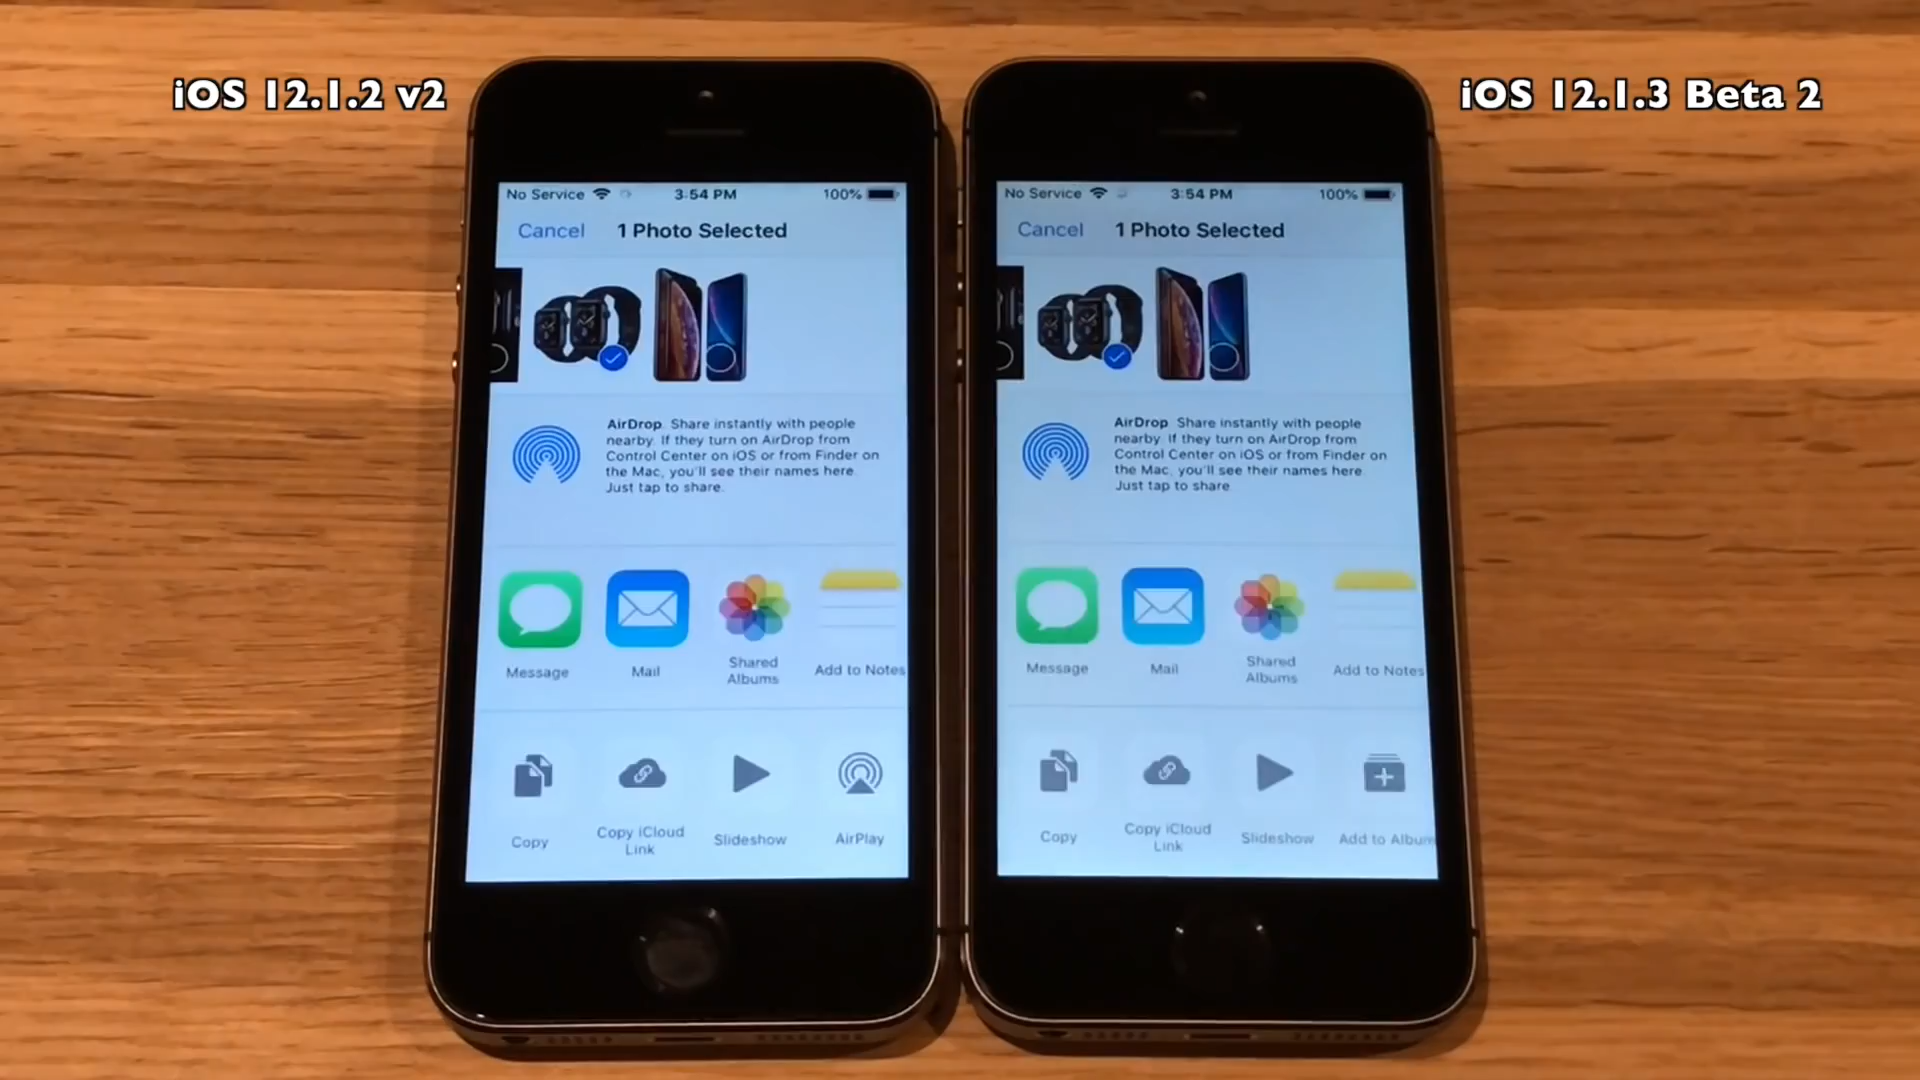 iOS 12.1.2 v2
No Service 3:54 PM 100%
Cancel 1 Photo Selected
AirDrop. Share instantly with people
nearby. If they turn on AirDrop from
Control Center on iOS or from Finder on
the Mac, you'll see their names here.
Just tap to share.
Message Mail Shared Albums Add to Notes
Copy Copy iCloud Link Slideshow AirPlay
iOS 12.1.3 Beta 2
No Service 3:54 PM 100%
Cancel 1 Photo Selected
AirDrop. Share instantly with people
nearby. If they turn on AirDrop from
Control Center on iOS or from Finder on
the Mac, you'll see their names here.
Just tap to share.
Message Mail Shared Albums Add to Notes
Copy Copy iCloud Link Slideshow Add to Album